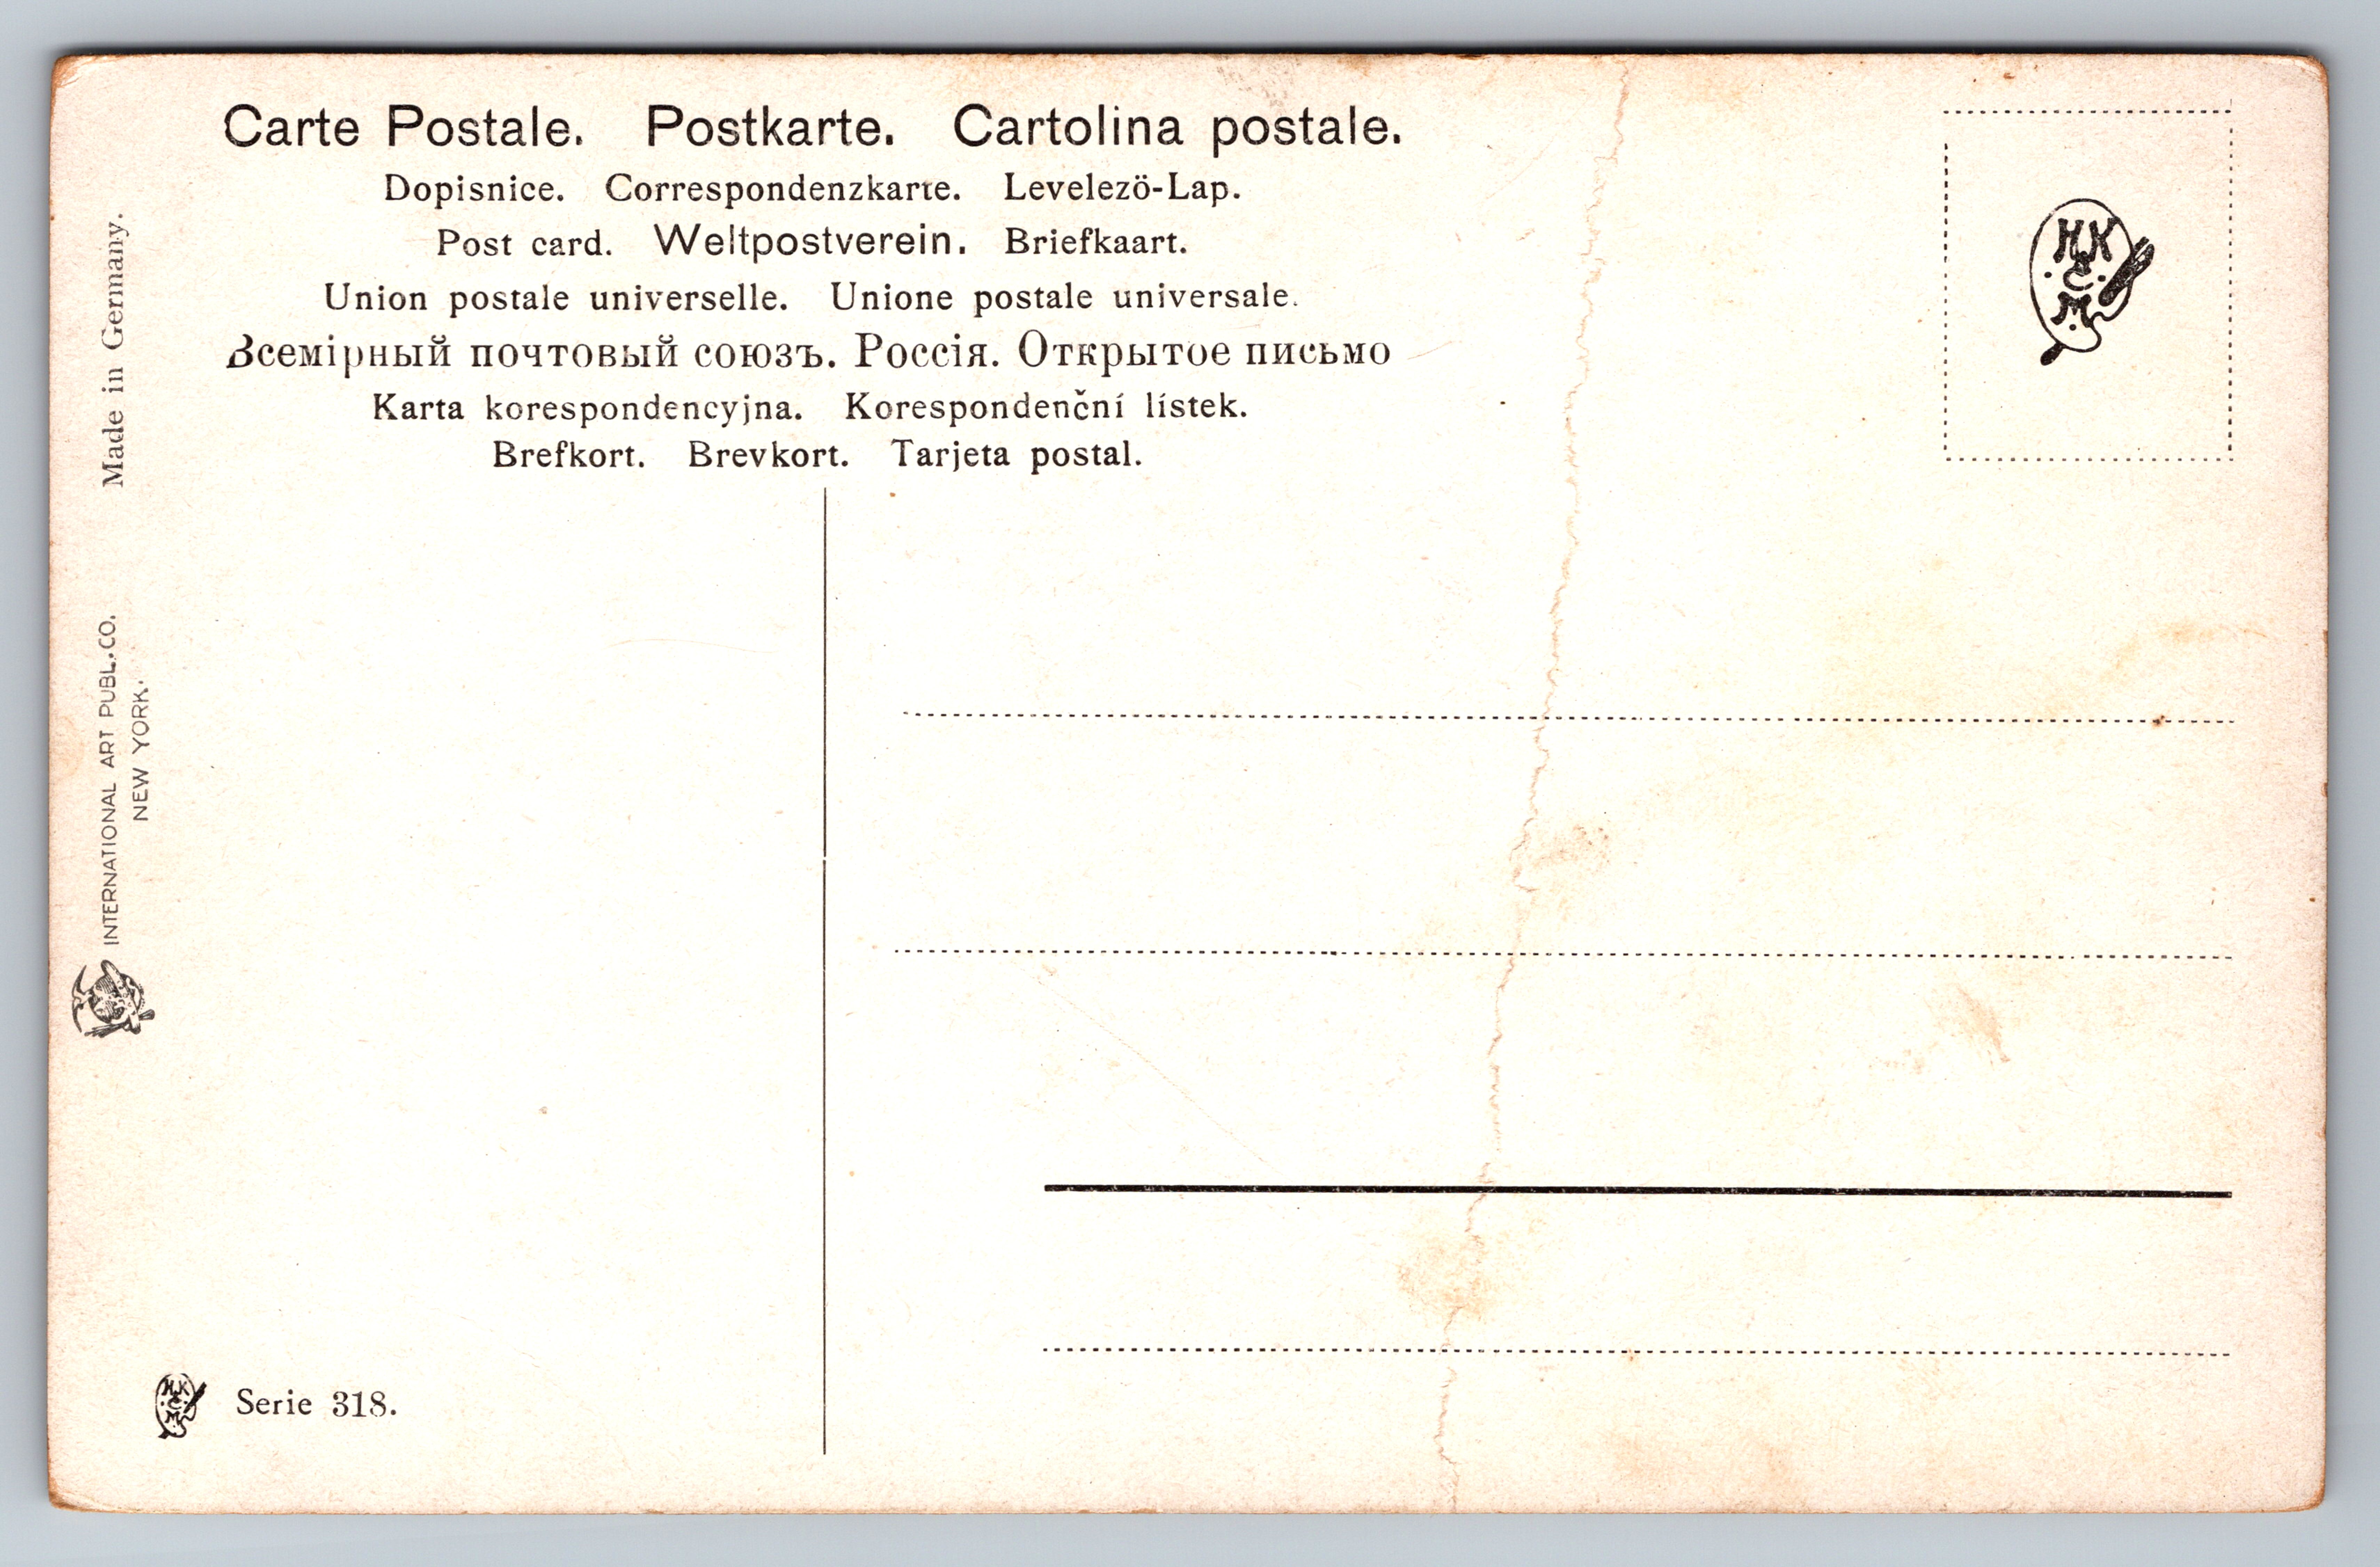 Carte Postale. Postkarte. Cartolina postale.
Dopisnice. Correspondenzkarte. Levelezö-Lap.
Post card. Weltpostverein. Briefkaart.
Union postale universelle. Unione postale universale.
Всемірный почтовый союзъ. Россія. Открытое письмо
Karta korespondencyjna. Korespondenční lístek.
Brefkort. Brevkort. Tarjeta postal.
Made in Germany.
INTERNATIONAL ART PUBL. CO.
NEW YORK.
H K
& C
M
H K
C
M
Serie 318.